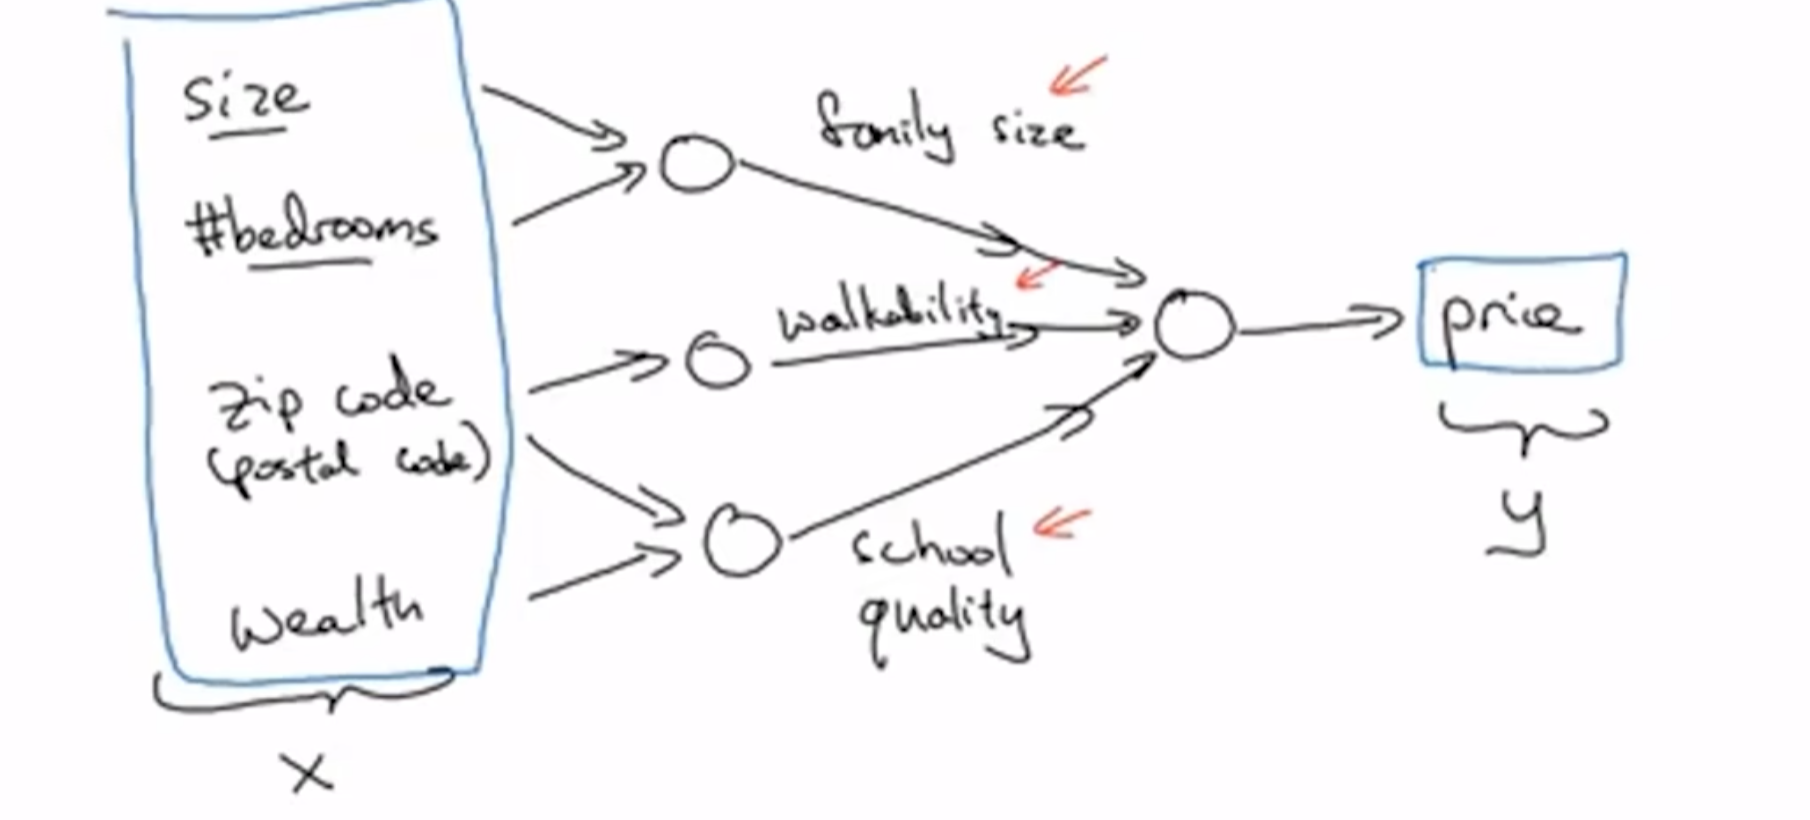 size
#bedrooms
zip code
(postal code)
wealth
x
family size
walkability
school
quality
price
y